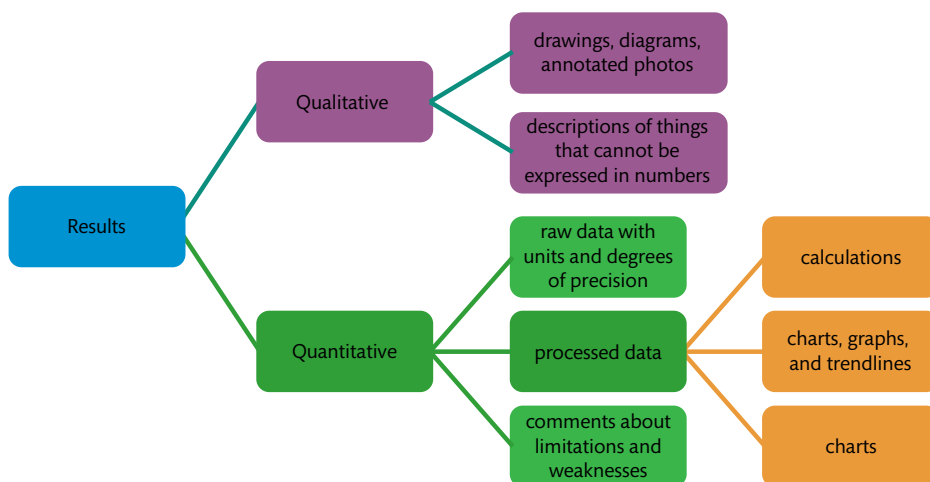 drawings, diagrams,
annotated photos
Qualitative
descriptions of things
that cannot be
expressed in numbers
Results
raw data with
units and degrees
of precision
calculations
Quantitative
processed data
charts, graphs,
and trendlines
comments about
limitations and
weaknesses
charts